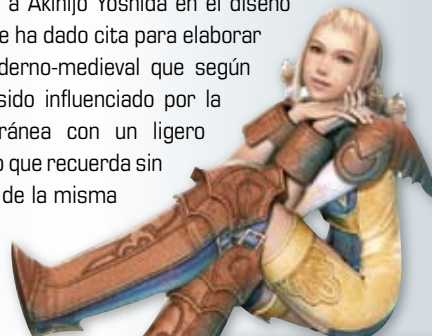 a Akihijo Yoshida en el diseño
e ha dado cita para elaborar
derno-medieval que según
sido influenciado por la
ránea con un ligero
o que recuerda sin
de la misma